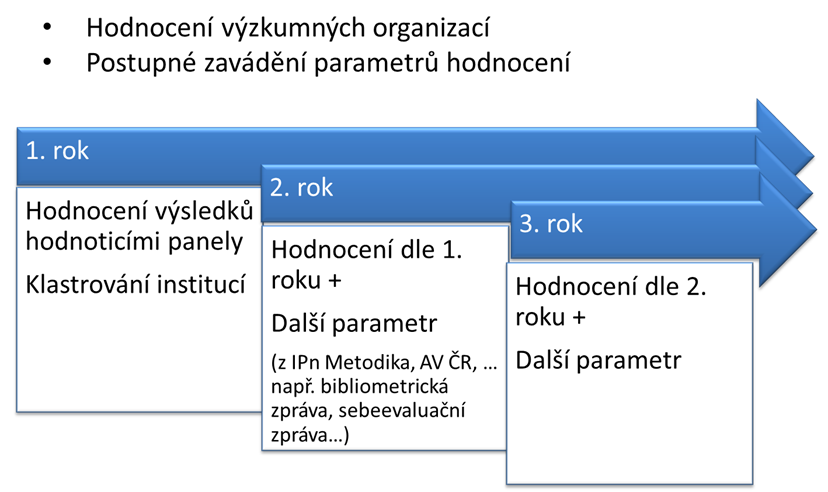 • Hodnocení výzkumných organizací
• Postupné zavádění parametrů hodnocení
1. rok
Hodnocení výsledků
hodnoticími panely
Klastrování institucí
2. rok
Hodnocení dle 1.
roku +
Další parametr
(z IPn Metodika, AV ČR, …
např. bibliometrická
zpráva, sebeevaluační
zpráva…)
3. rok
Hodnocení dle 2.
roku +
Další parametr